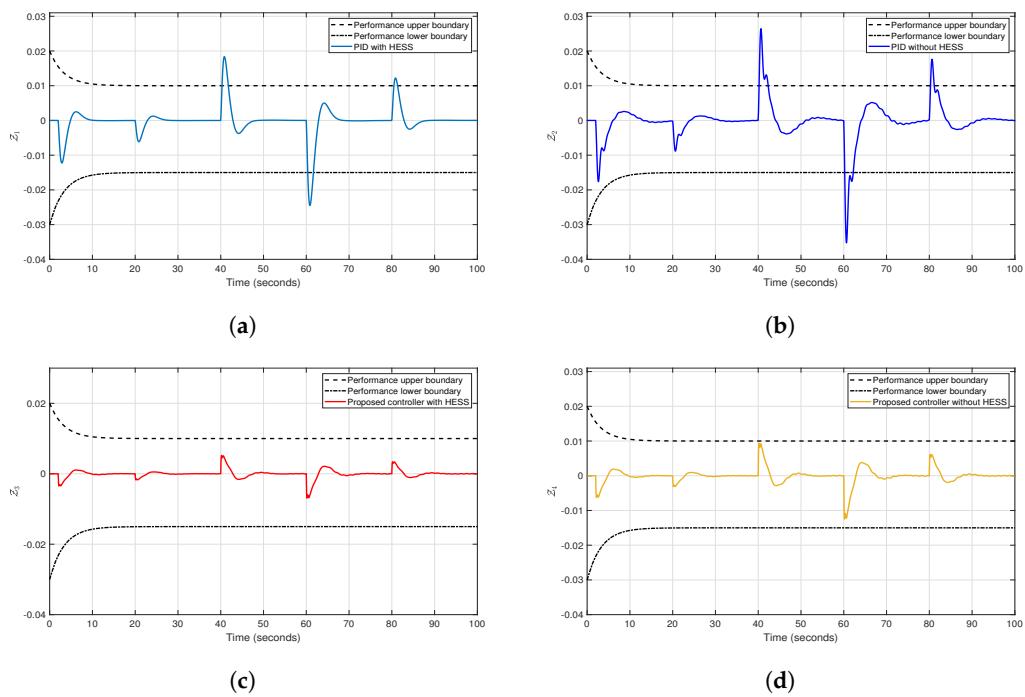 Performance upper boundary
Performance lower boundary
PID with HESS
0.03
0.02
0.01
0
-0.01
-0.02
-0.03
-0.04
Z₁
0 10 20 30 40 50 60 70 80 90 100
Time (seconds)
(a)
Performance upper boundary
Performance lower boundary
PID without HESS
0.03
0.02
0.01
0
-0.01
-0.02
-0.03
-0.04
Z₂
0 10 20 30 40 50 60 70 80 90 100
Time (seconds)
(b)
Performance upper boundary
Performance lower boundary
Proposed controller with HESS
0.02
0
-0.02
-0.04
Z₃
0 10 20 30 40 50 60 70 80 90 100
Time (seconds)
(c)
Performance upper boundary
Performance lower boundary
Proposed controller without HESS
0.03
0.02
0.01
0
-0.01
-0.02
-0.03
-0.04
Z₄
0 10 20 30 40 50 60 70 80 90 100
Time (seconds)
(d)